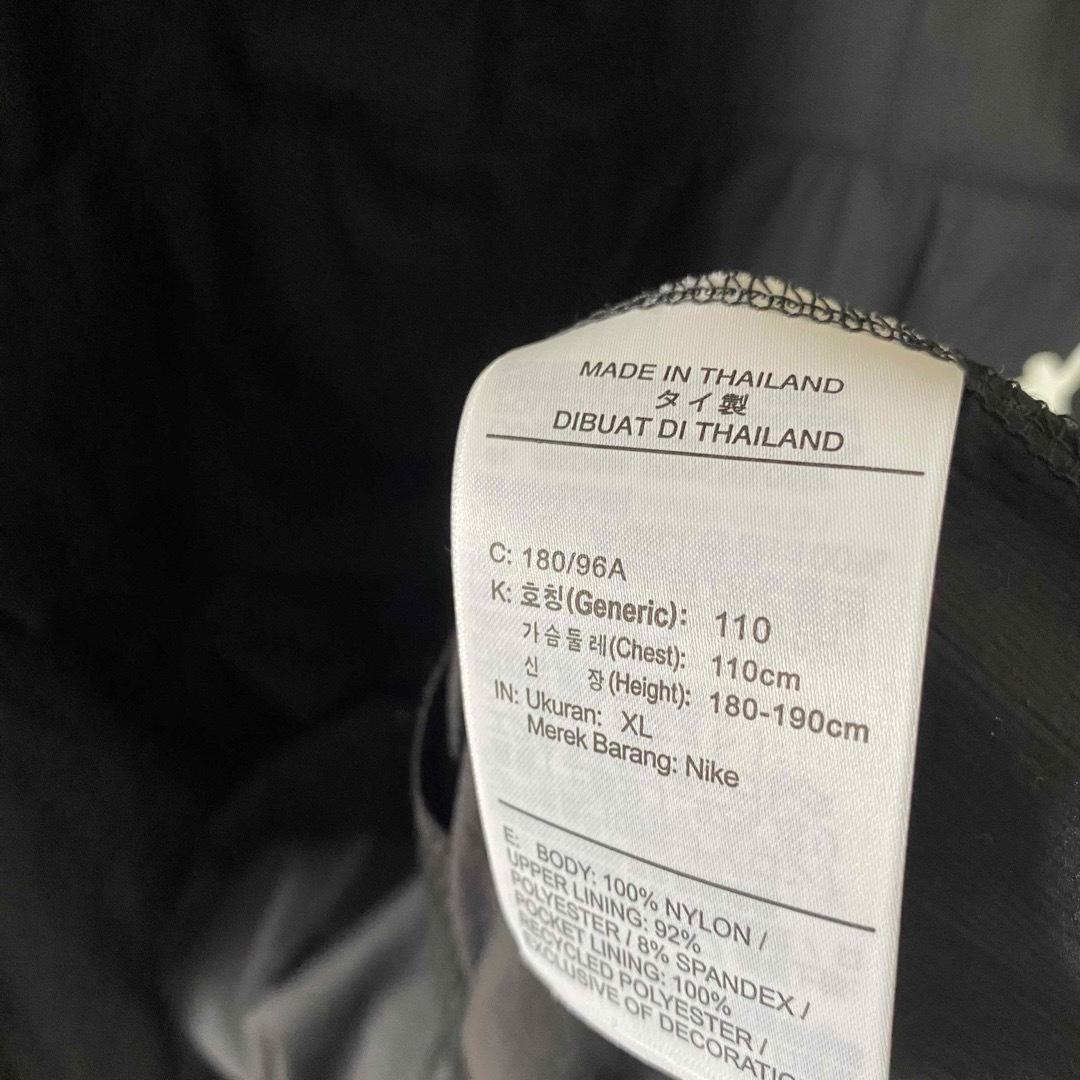 MADE IN THAILAND
タイ製
DIBUAT DI THAILAND
C: 180/96A
K: 호칭(Generic): 110
가슴둘레(Chest): 110cm
신 장(Height): 180-190cm
IN: Ukuran: XL
Merek Barang: Nike
E: BODY: 100% NYLON /
UPPER LINING: 92%
POLYESTER / 8% SPANDEX /
POCKET LINING: 100%
RECYCLED POLYESTER /
EXCLUSIVE OF